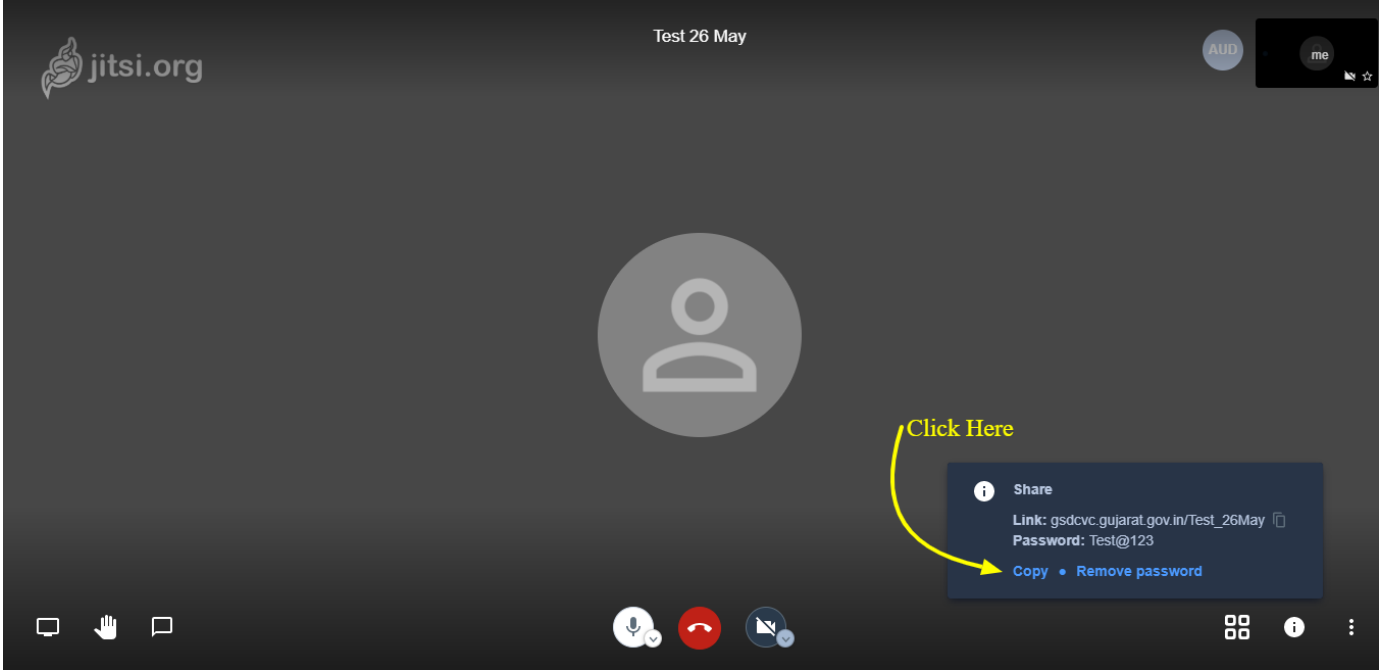 jitsi.org
Test 26 May
AUD
me
Click Here
Share
Link: gsdcvc.gujarat.gov.in/Test_26May
Password: Test@123
Copy • Remove password